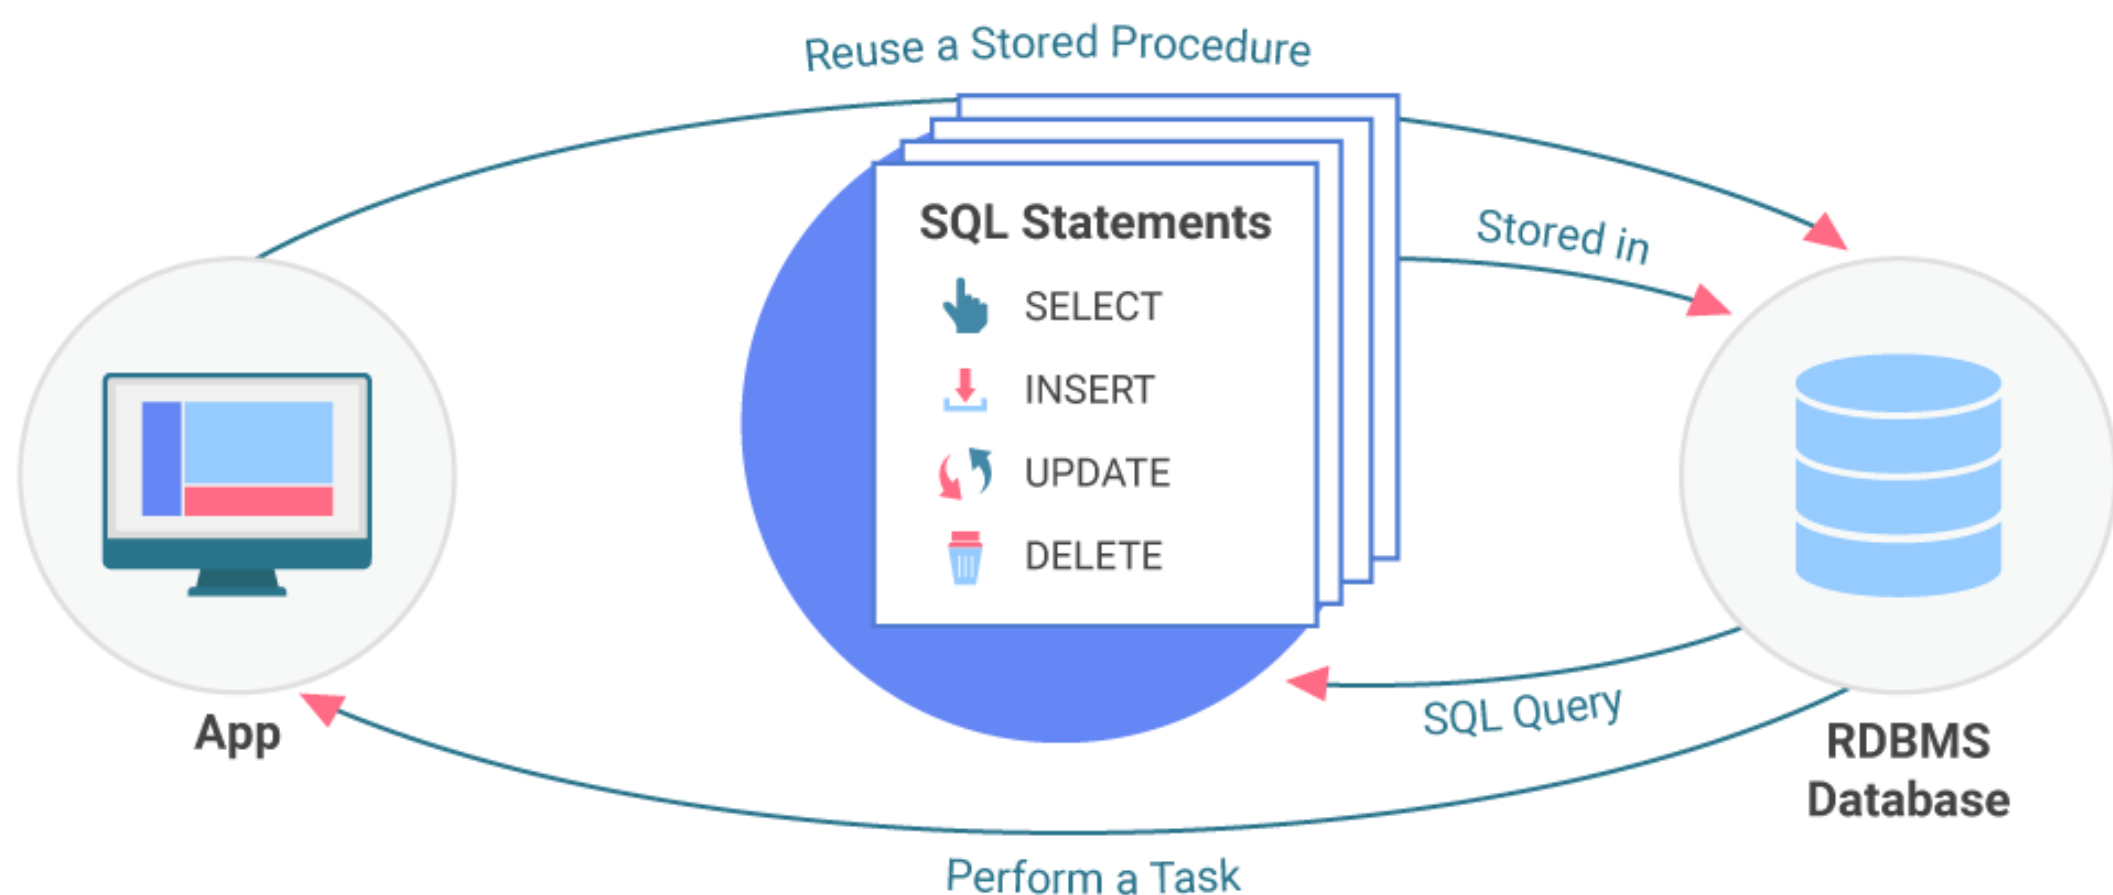 Reuse a Stored Procedure
SQL Statements
SELECT
INSERT
UPDATE
DELETE
Stored in
SQL Query
App
RDBMS
Database
Perform a Task